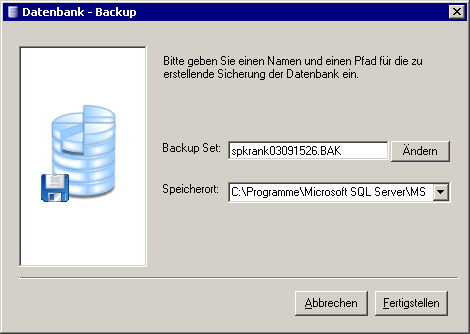 Datenbank - Backup
Bitte geben Sie einen Namen und einen Pfad für die zu
erstellende Sicherung der Datenbank ein.
Backup Set: spkrank03091526.BAK Ändern
Speicherort: C:\Programme\Microsoft SQL Server\MS
Abbrechen Fertigstellen